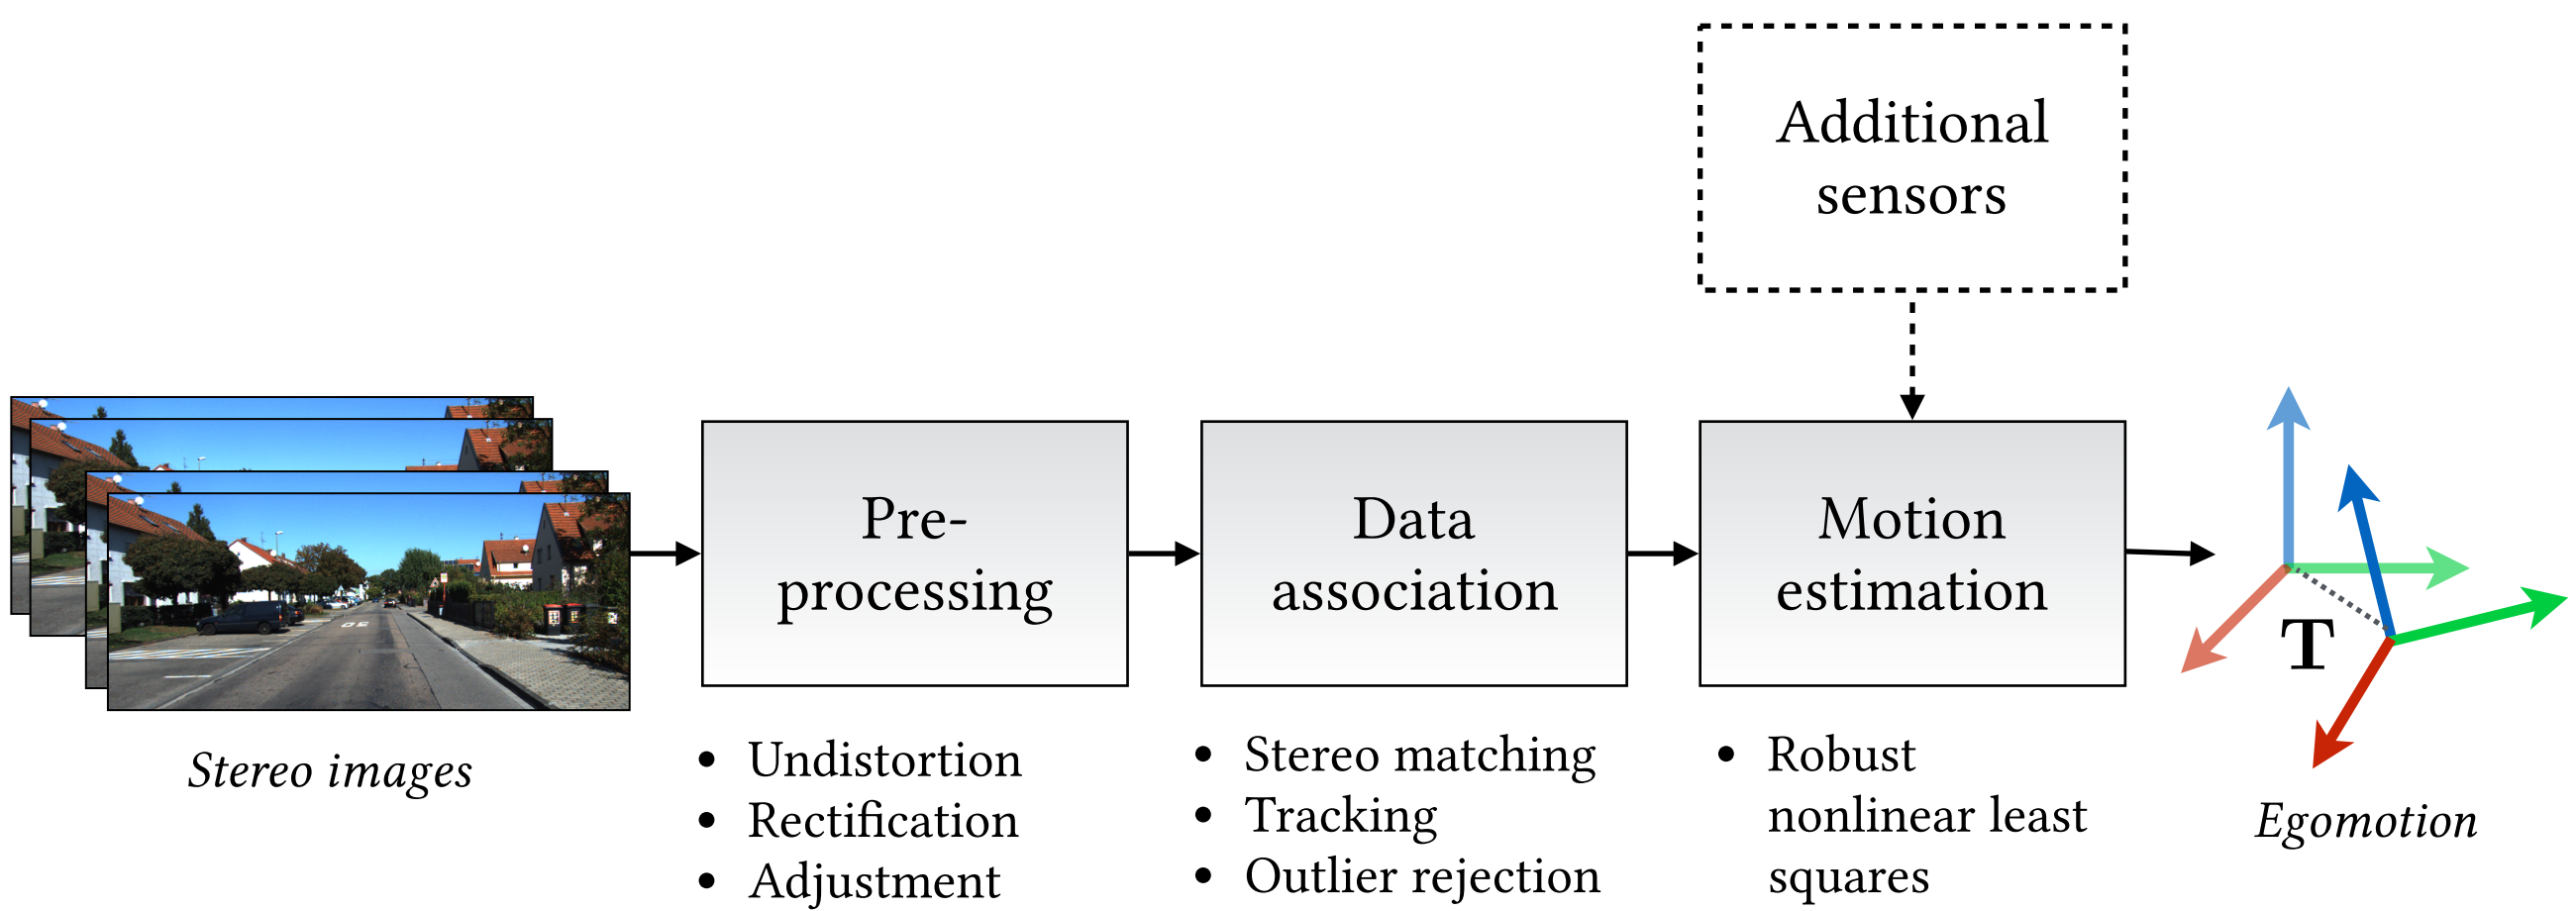 Additional
sensors
Pre-
processing
Data
association
Motion
estimation
T
Stereo images
• Undistortion
• Rectification
• Adjustment
• Stereo matching
• Tracking
• Outlier rejection
• Robust
nonlinear least
squares
Egomotion